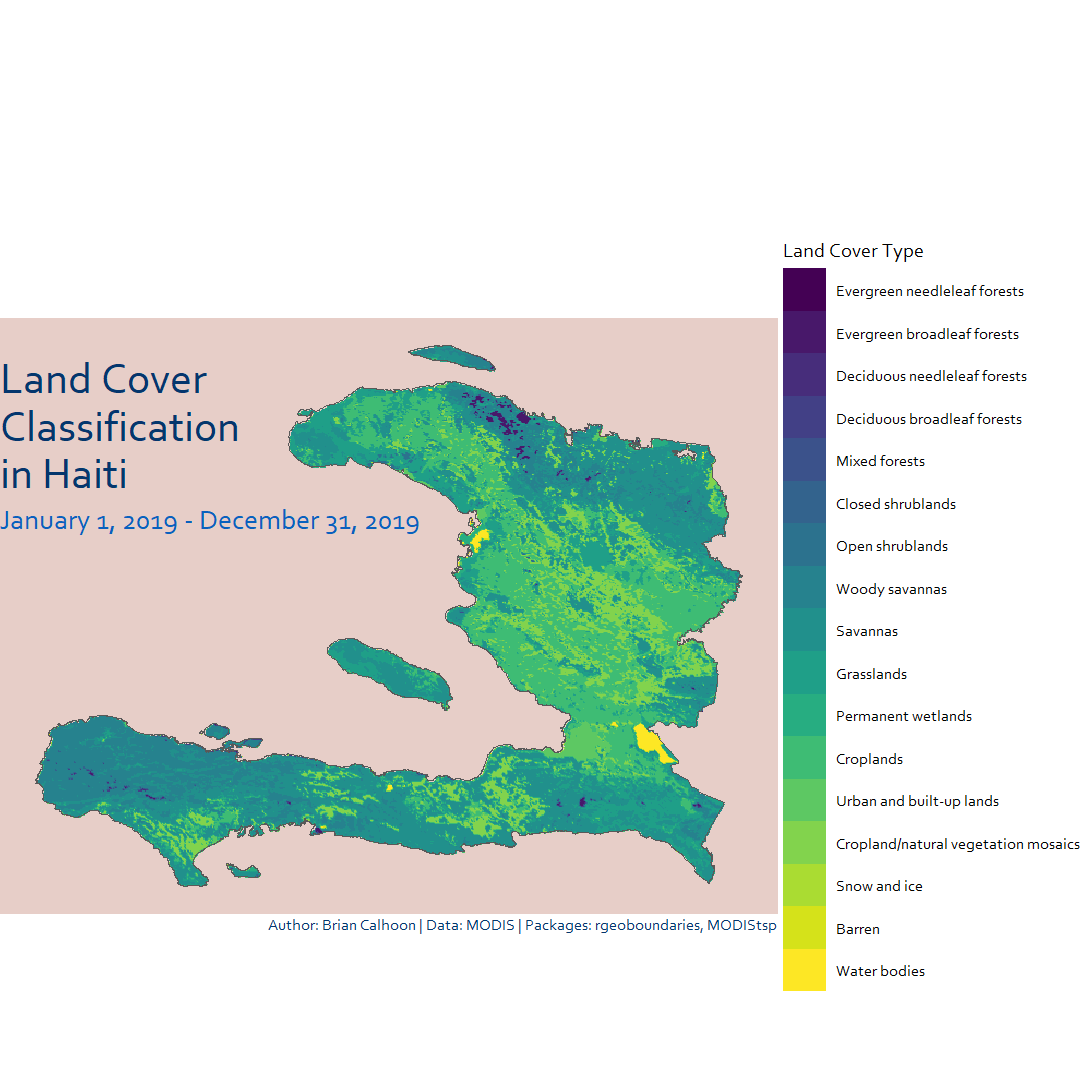 Land Cover
Classification
in Haiti
January 1, 2019 - December 31, 2019
Land Cover Type
Evergreen needleleaf forests
Evergreen broadleaf forests
Deciduous needleleaf forests
Deciduous broadleaf forests
Mixed forests
Closed shrublands
Open shrublands
Woody savannas
Savannas
Grasslands
Permanent wetlands
Croplands
Urban and built-up lands
Cropland/natural vegetation mosaics
Snow and ice
Barren
Water bodies
Author: Brian Calhoon | Data: MODIS | Packages: rgeoboundaries, MODIStsp